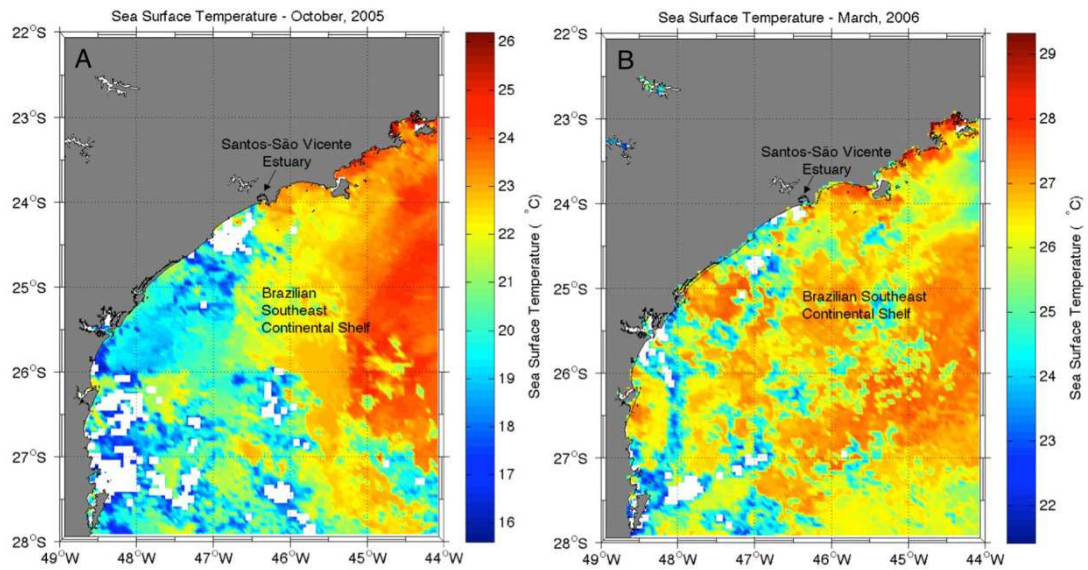 Sea Surface Temperature - October, 2005
A
22°S
23°S
24°S
25°S
26°S
27°S
28°S
49°W
48°W
47°W
46°W
45°W
44°W
Santos-São Vicente
Estuary
Brazilian
Southeast
Continental Shelf
26
25
24
23
22
21
20
19
18
17
16
Sea Surface Temperature ( °C)
Sea Surface Temperature - March, 2006
B
22°S
23°S
24°S
25°S
26°S
27°S
28°S
49°W
48°W
47°W
46°W
45°W
44°W
Santos-São Vicente
Estuary
Brazilian Southeast
Continental Shelf
29
28
27
26
25
24
23
22
Sea Surface Temperature ( °C)